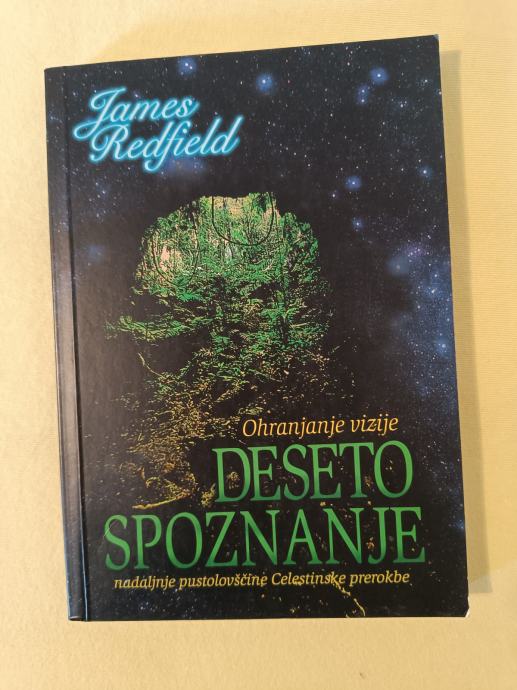 James
Redfield
Ohranjanje vizije
DESETO
SPOZNANJE
nadaljnje pustolovščine Celestinske prerokbe